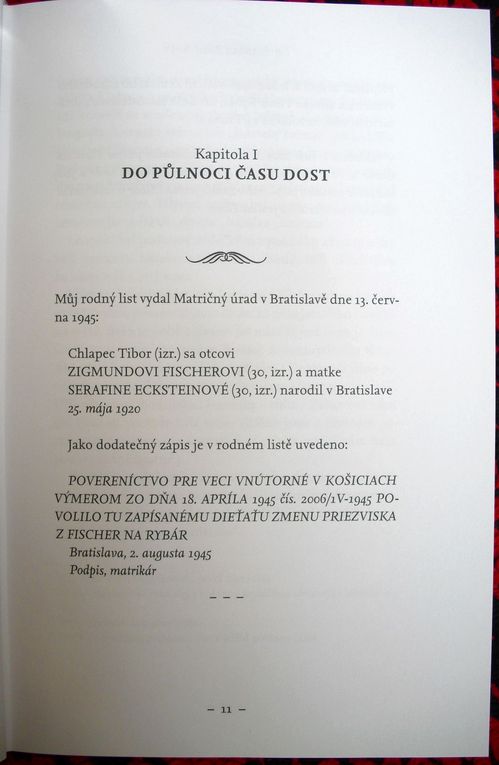 Kapitola I
DO PŮLNOCI ČASU DOST
Můj rodný list vydal Matričný úrad v Bratislavě dne 13. červ-
na 1945:
Chlapec Tibor (izr.) sa otcovi
ZIGMUNDOVI FISCHEROVI (30, izr.) a matke
SERAFINE ECKSTEINOVÉ (30, izr.) narodil v Bratislave
25. mája 1920
Jako dodatečný zápis je v rodném listě uvedeno:
POVERENÍCTVO PRE VECI VNÚTORNÉ V KOŠICIACH
VÝMEROM ZO DŇA 18. APRÍLA 1945 čís. 2006/1V-1945 PO-
VOLILO TU ZAPÍSANÉMU DIEŤAŤU ZMENU PRIEZVISKA
Z FISCHER NA RYBÁR
Bratislava, 2. augusta 1945
Podpis, matrikár
– – –
– 11 –